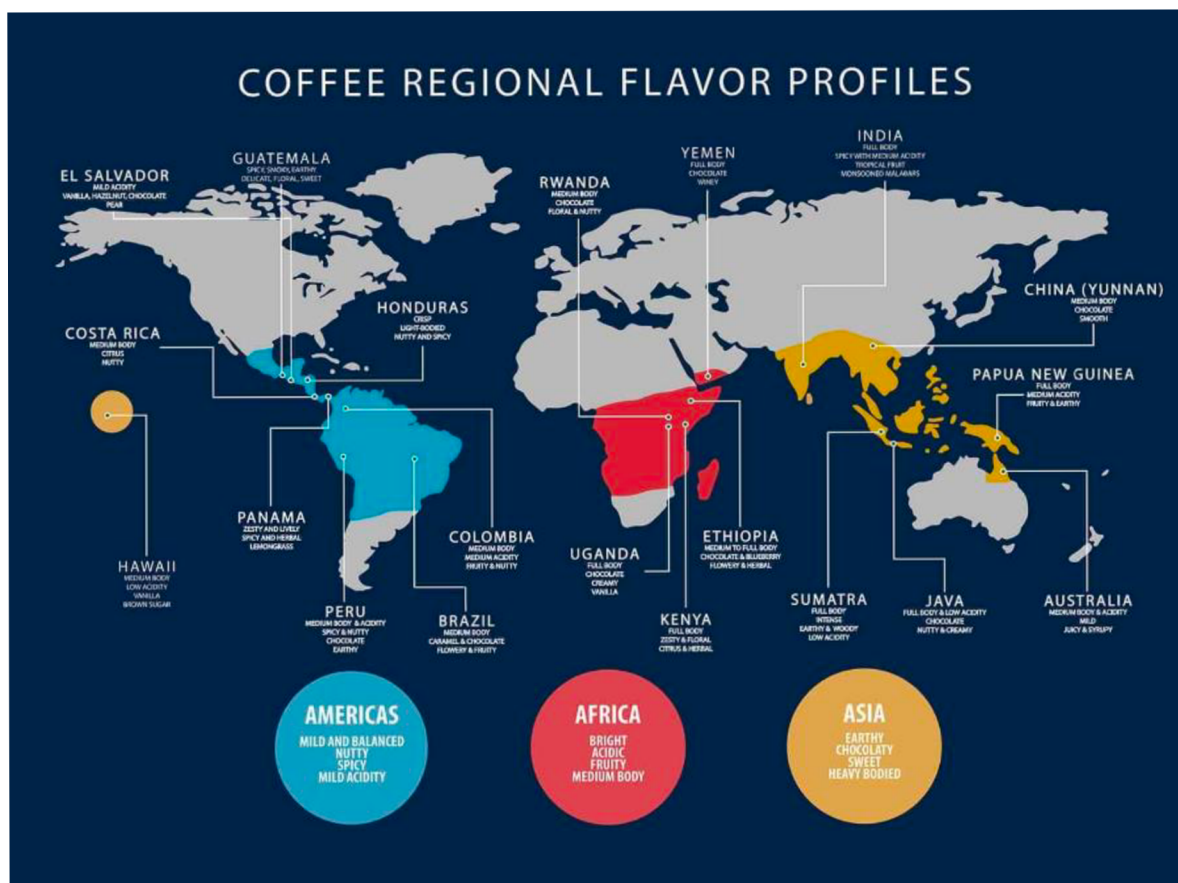 COFFEE REGIONAL FLAVOR PROFILES
EL SALVADOR
MILD ACIDITY
VANILLA, HAZELNUT, CHOCOLATE
PEAR
GUATEMALA
SPICY, SMOKY, EARTHY
DELICATE, FLORAL, SWEET
RWANDA
MEDIUM BODY
CHOCOLATE
FLORAL & NUTTY
YEMEN
FULL BODY
CHOCOLATE
WINEY
INDIA
FULL BODY
SPICY WITH MEDIUM ACIDITY
TROPICAL FRUIT
MONSOONED MALABARS
COSTA RICA
MEDIUM BODY
CITRUS
NUTTY
HONDURAS
CRISP
LIGHT-BODIED
NUTTY AND SPICY
CHINA (YUNNAN)
MEDIUM BODY
CHOCOLATE
SMOOTH
PAPUA NEW GUINEA
FULL BODY
MEDIUM ACIDITY
FRUITY & EARTHY
HAWAII
MEDIUM BODY
LOW ACIDITY
VANILLA
BROWN SUGAR
PANAMA
ZESTY AND LIVELY
SPICY AND HERBAL
LEMONGRASS
PERU
MEDIUM BODY & ACIDITY
SPICY & NUTTY
CHOCOLATE
EARTHY
COLOMBIA
MEDIUM BODY
MEDIUM ACIDITY
FRUITY & NUTTY
BRAZIL
MEDIUM BODY
CARAMEL & CHOCOLATE
FLOWERY & FRUITY
UGANDA
FULL BODY
CHOCOLATE
CREAMY
VANILLA
ETHIOPIA
MEDIUM TO FULL BODY
CHOCOLATE & BLUEBERRY
FLOWERY & HERBAL
KENYA
FULL BODY
ZESTY & FLORAL
CITRUS & HERBAL
SUMATRA
FULL BODY
INTENSE
EARTHY & WOODY
LOW ACIDITY
JAVA
FULL BODY & LOW ACIDITY
CHOCOLATE
NUTTY & CREAMY
AUSTRALIA
MEDIUM BODY & ACIDITY
MILD
JUICY & SYRUPY
AMERICAS
MILD AND BALANCED
NUTTY
SPICY
MILD ACIDITY
AFRICA
BRIGHT
ACIDIC
FRUITY
MEDIUM BODY
ASIA
EARTHY
CHOCOLATY
SWEET
HEAVY BODIED